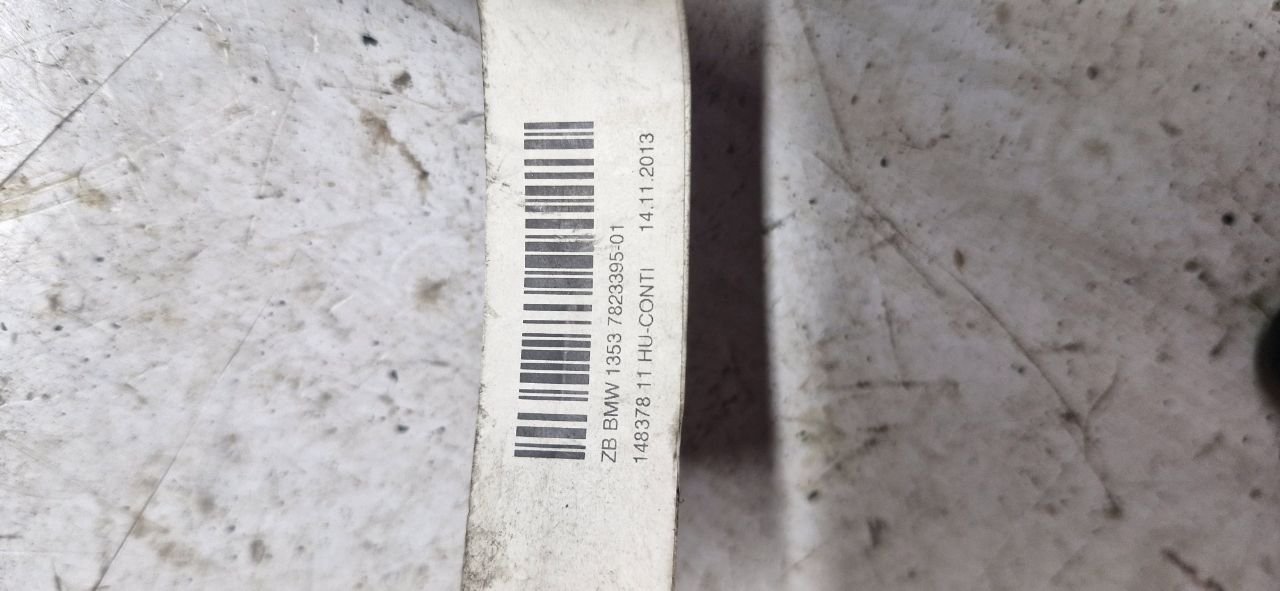 ZB BMW 1353 7823395-01
148378 11 HU-CONTI 14.11.2013